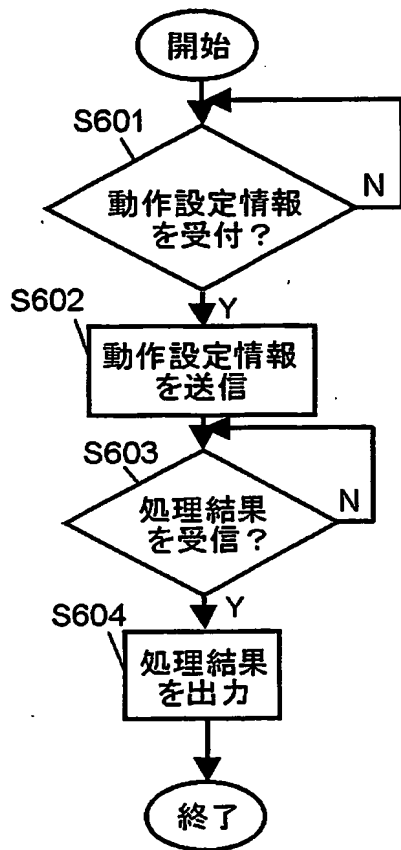 開始
S601
動作設定情報
を受付?
N
Y
S602
動作設定情報
を送信
S603
処理結果
を受信?
N
Y
S604
処理結果
を出力
終了